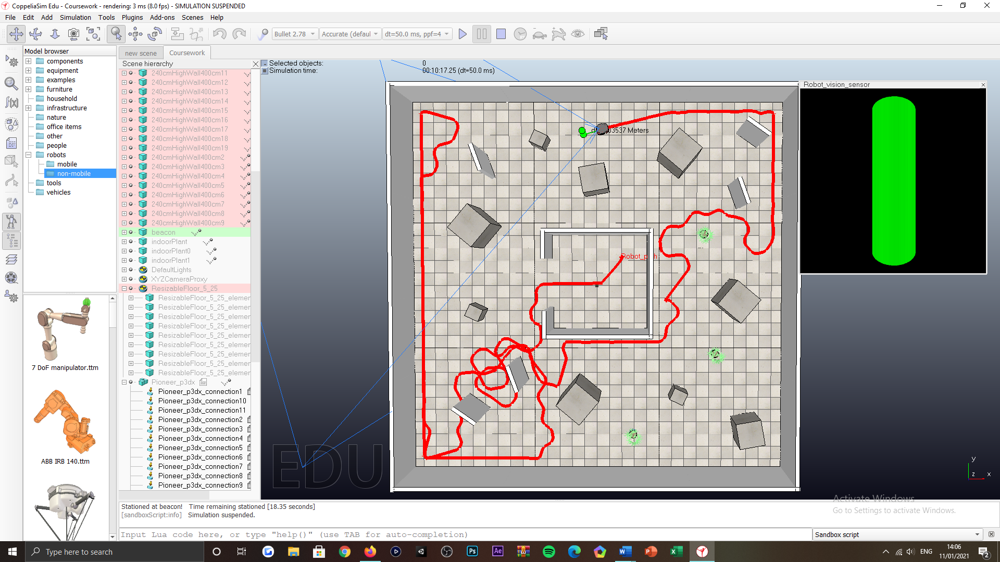 CoppeliaSim Edu - Coursework - rendering: 3 ms (8.0 fps) - SIMULATION SUSPENDED
File Edit Add Simulation Tools Plugins Add-ons Scenes Help
Bullet 2.78 Accurate (defaul dt=50.0 ms, ppf=4
Model browser
components
equipment
examples
furniture
household
infrastructure
nature
office items
other
people
robots
mobile
non-mobile
tools
vehicles
7 DoF manipulator.ttm
ABB IRB 140.ttm
new scene Coursework
Scene hierarchy
240cmHighWall400cm11
240cmHighWall400cm12
240cmHighWall400cm13
240cmHighWall400cm14
240cmHighWall400cm15
240cmHighWall400cm16
240cmHighWall400cm17
240cmHighWall400cm18
240cmHighWall400cm19
240cmHighWall400cm2
240cmHighWall400cm3
240cmHighWall400cm4
240cmHighWall400cm5
240cmHighWall400cm6
240cmHighWall400cm7
240cmHighWall400cm8
240cmHighWall400cm9
beacon
indoorPlant
indoorPlant0
indoorPlant1
DefaultLights
XYZCameraProxy
ResizableFloor_5_25
ResizableFloor_5_25_elemer
ResizableFloor_5_25_elemer
ResizableFloor_5_25_elemer
ResizableFloor_5_25_elemer
ResizableFloor_5_25_elemer
ResizableFloor_5_25_elemer
ResizableFloor_5_25_elemer
ResizableFloor_5_25_elemer
ResizableFloor_5_25_elemer
Pioneer_p3dx
Pioneer_p3dx_connection1
Pioneer_p3dx_connection10
Pioneer_p3dx_connection11
Pioneer_p3dx_connection2
Pioneer_p3dx_connection3
Pioneer_p3dx_connection4
Pioneer_p3dx_connection5
Pioneer_p3dx_connection6
Pioneer_p3dx_connection7
Pioneer_p3dx_connection8
Pioneer_p3dx_connection9
Selected objects: 0
Simulation time: 00:10:17.25 (dt=50.0 ms)
3537 Meters
EDU
Robot_vision_sensor
y
z x
Activate Windows
Go to Settings to activate Windows.
Stationed at beacon! Time remaining stationed [18.35 seconds]
[sandboxScript:info] Simulation suspended.
Input Lua code here, or type "help()" (use TAB for auto-completion)
Sandbox script
Type here to search
Ps Ae
ENG
14:06
11/01/2021
2